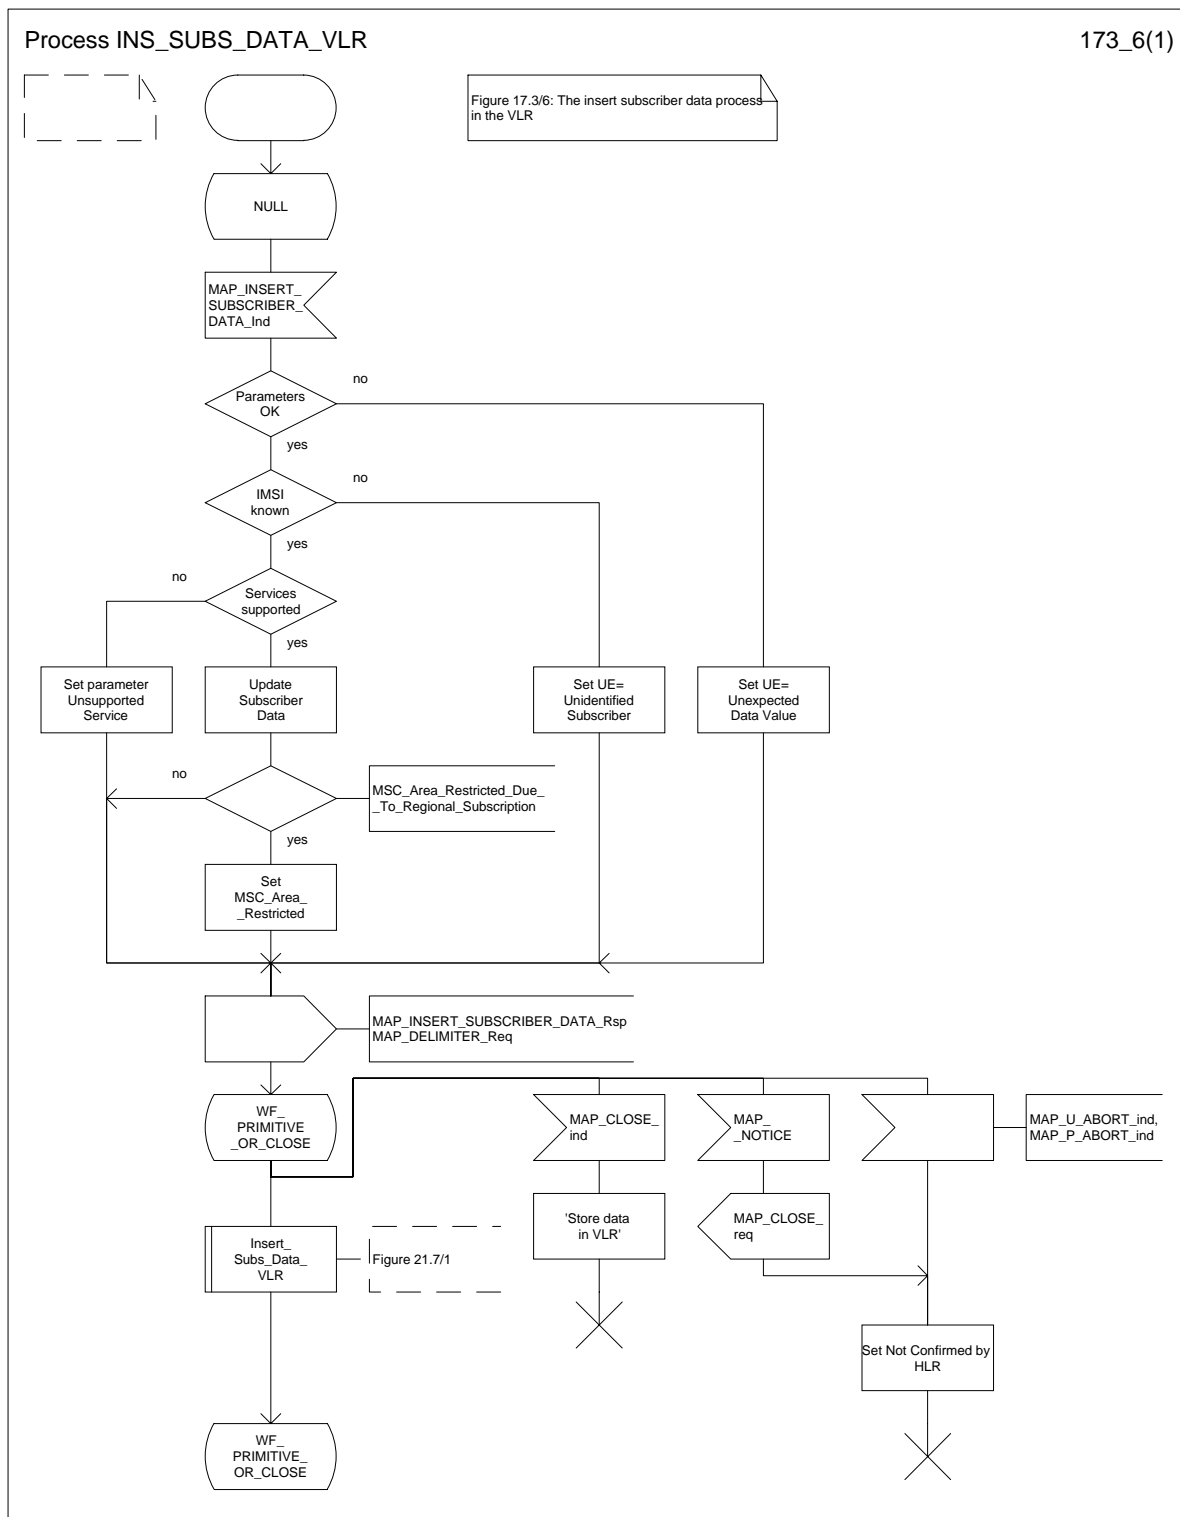 Process INS_SUBS_DATA_VLR
173_6(1)
Figure 17.3/6: The insert subscriber data process
in the VLR
NULL
MAP_INSERT_
SUBSCRIBER_
DATA_Ind
Parameters
OK
no
yes
IMSI
known
no
yes
Services
supported
no
yes
Set parameter
Unsupported
Service
Update
Subscriber
Data
Set UE=
Unidentified
Subscriber
Set UE=
Unexpected
Data Value
no
MSC_Area_Restricted_Due_
_To_Regional_Subscription
yes
Set
MSC_Area_
_Restricted
MAP_INSERT_SUBSCRIBER_DATA_Rsp
MAP_DELIMITER_Req
WF_
PRIMITIVE
_OR_CLOSE
MAP_CLOSE_
ind
MAP_
_NOTICE
MAP_U_ABORT_ind,
MAP_P_ABORT_ind
Insert_
Subs_Data_
VLR
Figure 21.7/1
'Store data
in VLR'
MAP_CLOSE_
req
Set Not Confirmed by
HLR
WF_
PRIMITIVE_
OR_CLOSE